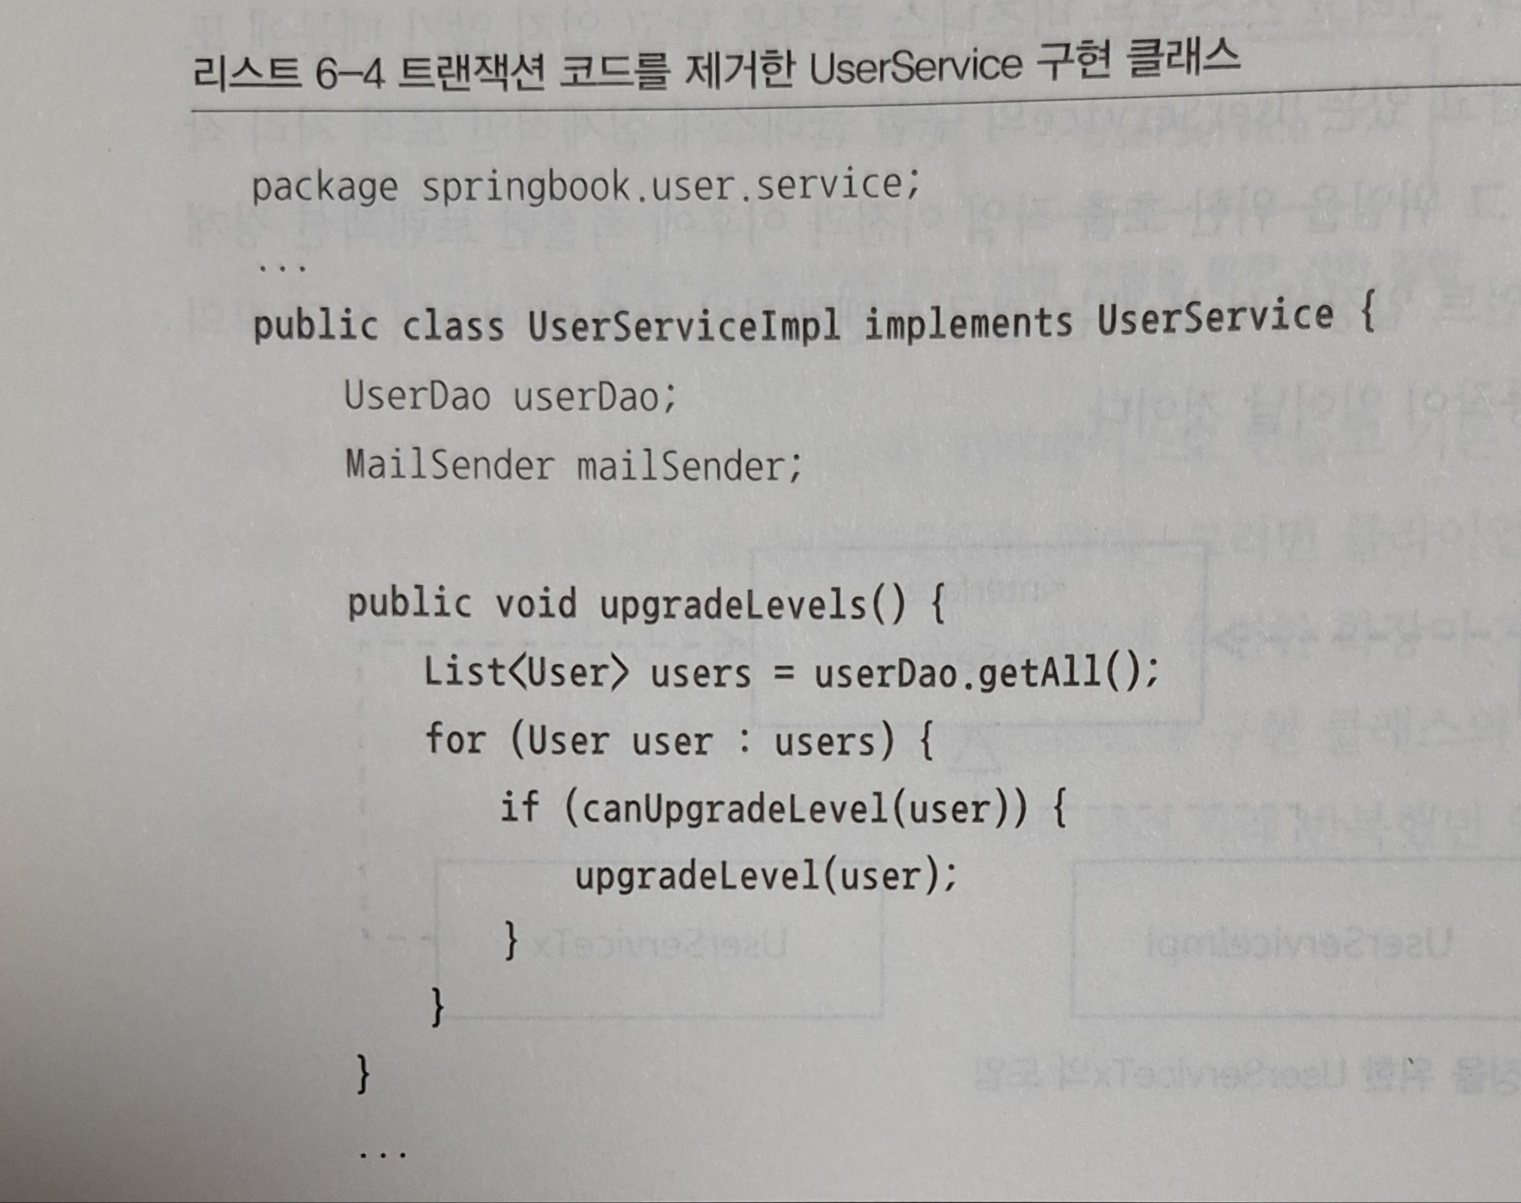 리스트 6-4 트랜잭션 코드를 제거한 UserService 구현 클래스
package springbook.user.service;
...
public class UserServiceImpl implements UserService {
UserDao userDao;
MailSender mailSender;
public void upgradeLevels() {
List<User> users = userDao.getAll();
for (User user : users) {
if (canUpgradeLevel(user)) {
upgradeLevel(user);
}
}
}
...